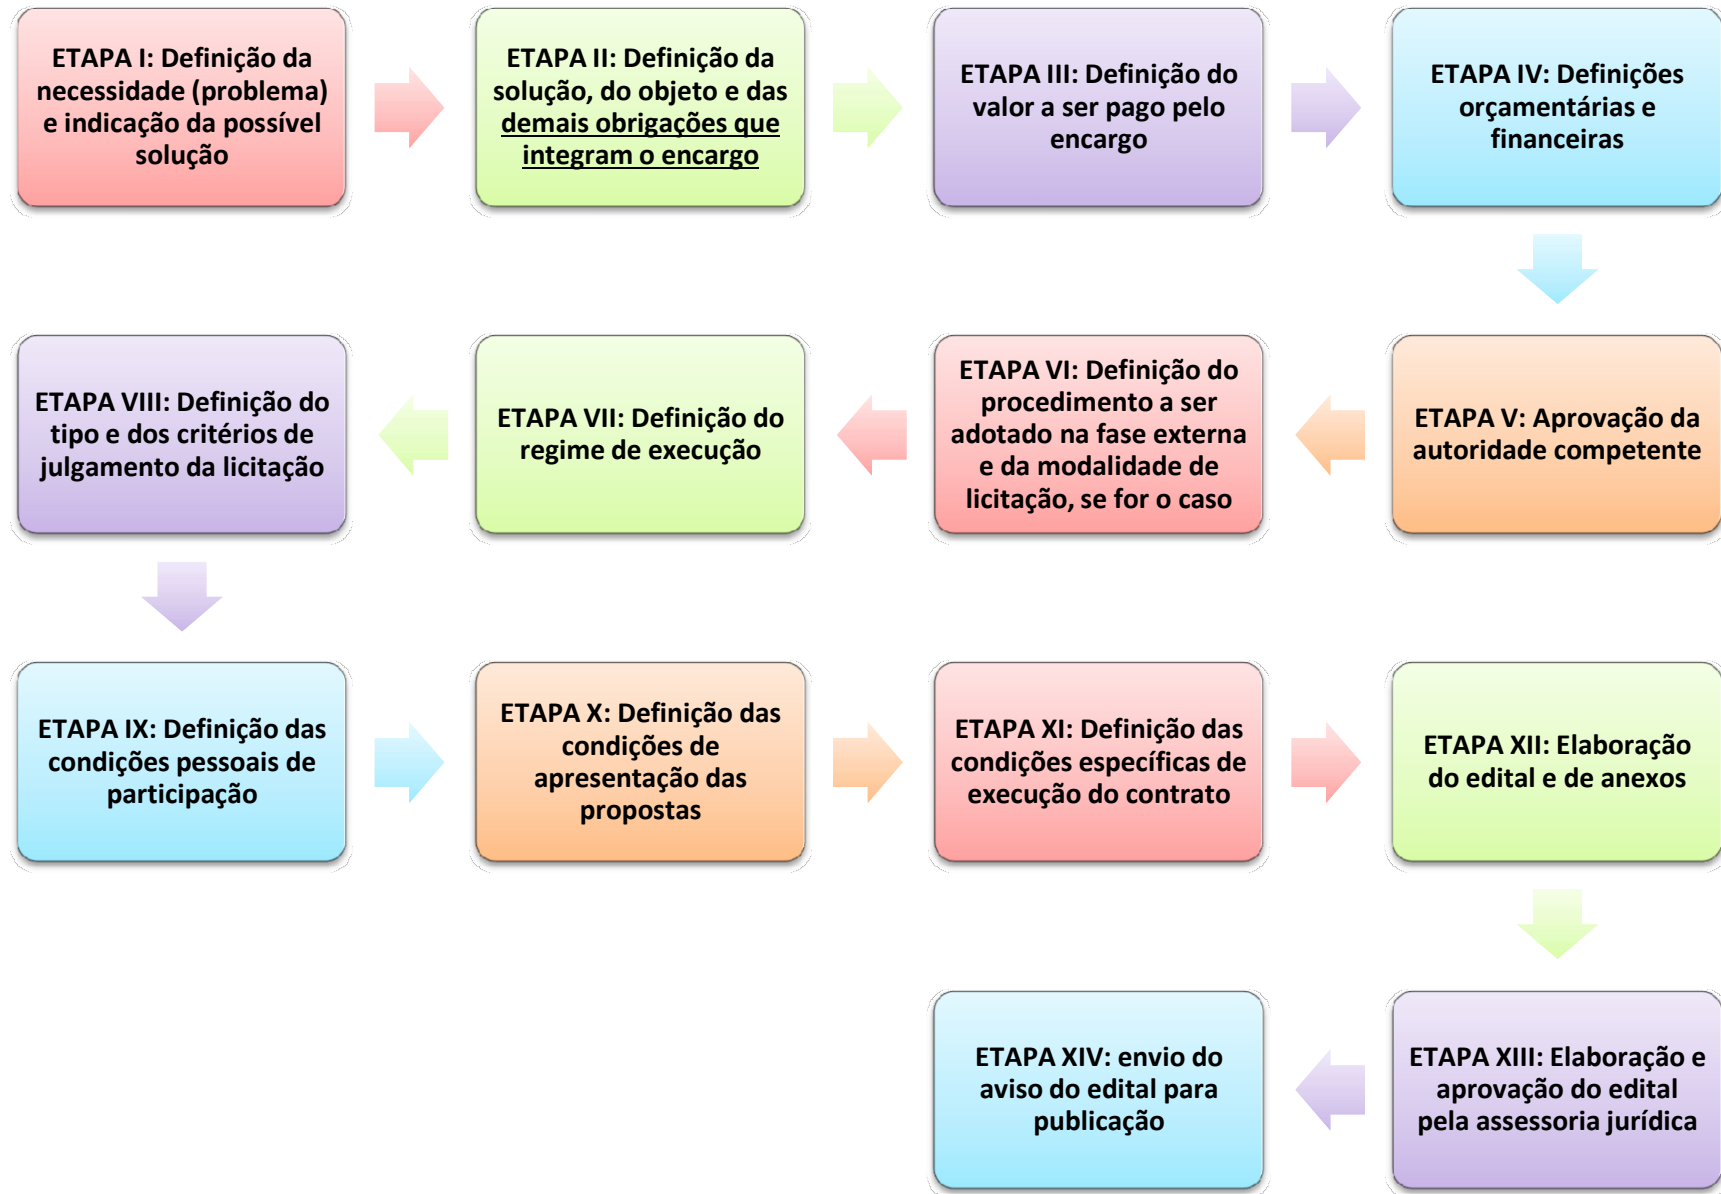 ETAPA I: Definição da
necessidade (problema)
e indicação da possível
solução
ETAPA II: Definição da
solução, do objeto e das
demais obrigações que
integram o encargo
ETAPA III: Definição do
valor a ser pago pelo
encargo
ETAPA IV: Definições
orçamentárias e
financeiras
ETAPA V: Aprovação da
autoridade competente
ETAPA VI: Definição do
procedimento a ser
adotado na fase externa
e da modalidade de
licitação, se for o caso
ETAPA VII: Definição do
regime de execução
ETAPA VIII: Definição do
tipo e dos critérios de
julgamento da licitação
ETAPA IX: Definição das
condições pessoais de
participação
ETAPA X: Definição das
condições de
apresentação das
propostas
ETAPA XI: Definição das
condições específicas de
execução do contrato
ETAPA XII: Elaboração
do edital e de anexos
ETAPA XIII: Elaboração e
aprovação do edital
pela assessoria jurídica
ETAPA XIV: envio do
aviso do edital para
publicação